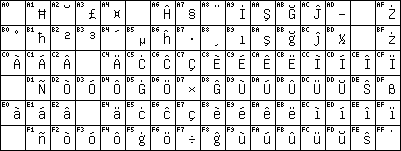 A0 A1 Ħ A2 ˘ A3 £ A4 ¤ A6 Ĥ A7 § A8 ¨ A9 İ AA Ş AB Ğ AC Ĵ AD - AF Ż
B0 ° B1 ħ B2 ² B3 ³ B4 ´ B5 µ B6 ĥ B7 · B8 ¸ B9 ı BA ş BB ğ BC ĵ BD ½ BF ż
C0 À C1 Á C2 Â C4 Ä C5 Ċ C6 Ĉ C7 Ç C8 È C9 É CA Ê CB Ë CC Ì CD Í CE Î CF Ï
D1 Ñ D2 Ò D3 Ó D4 Ô D5 Ġ D6 Ö D7 × D8 Ĝ D9 Ù DA Ú DB Û DC Ü DD Ŭ DE Ŝ DF ß
E0 à E1 á E2 â E4 ä E5 ċ E6 ĉ E7 ç E8 è E9 é EA ê EB ë EC ì ED í EE î EF ï
F1 ñ F2 ò F3 ó F4 ô F5 ġ F6 ö F7 ÷ F8 ĝ F9 ù FA ú FB û FC ü FD ŭ FE ŝ FF ˙